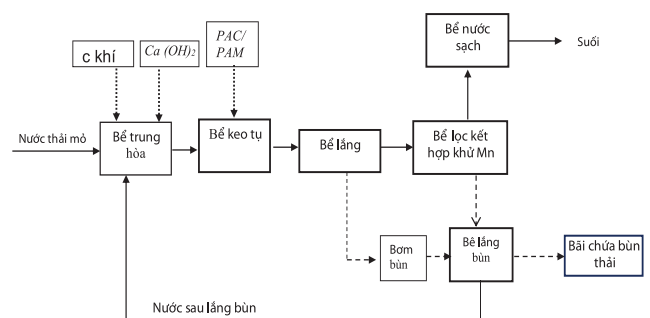 Bể nước
sạch
Suối
c khí
Ca (OH)2
PAC/
PAM
Nước thải mỏ
Bể trung
hòa
Bể keo tụ
Bể lắng
Bể lọc kết
hợp khử Mn
Bơm
bùn
Bê lắng
bùn
Bãi chứa bùn
thải
Nước sau lắng bùn